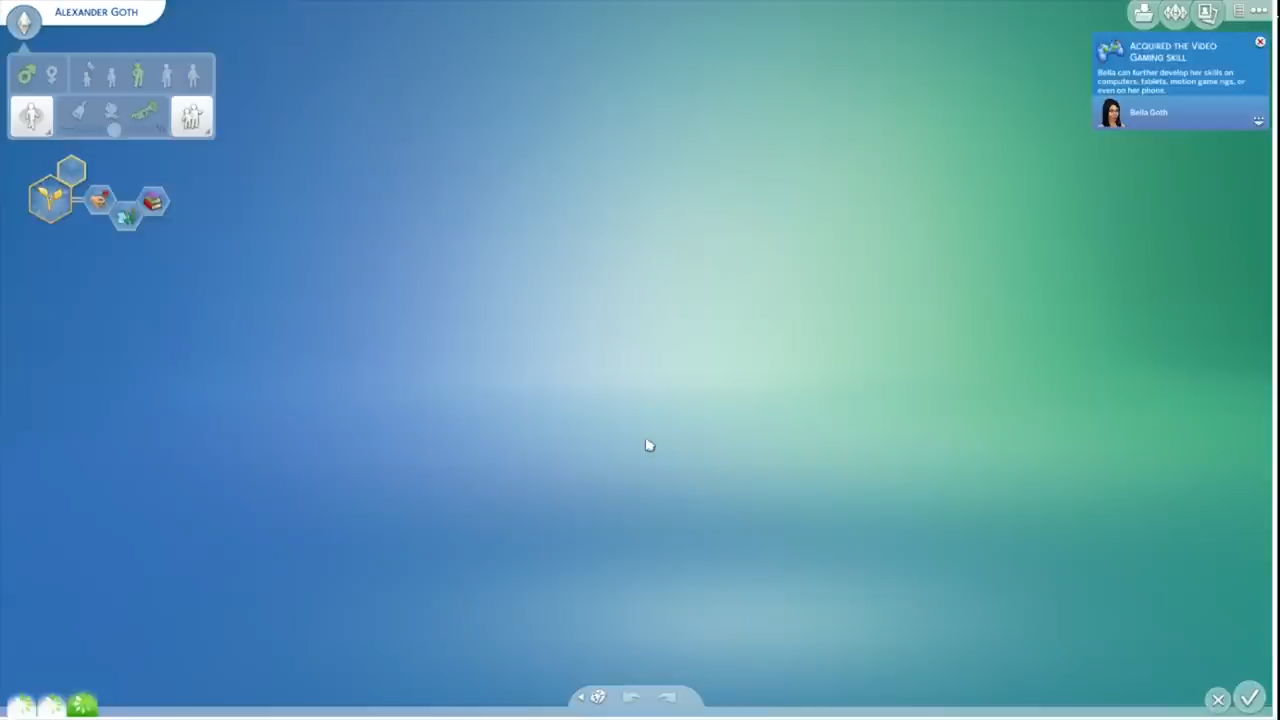 ALEXANDER GOTH
ACQUIRED THE VIDEO
GAMING SKILL
Bella can further develop her skills on
computers, tablets, motion game rigs, or
even on her phone.
Bella Goth